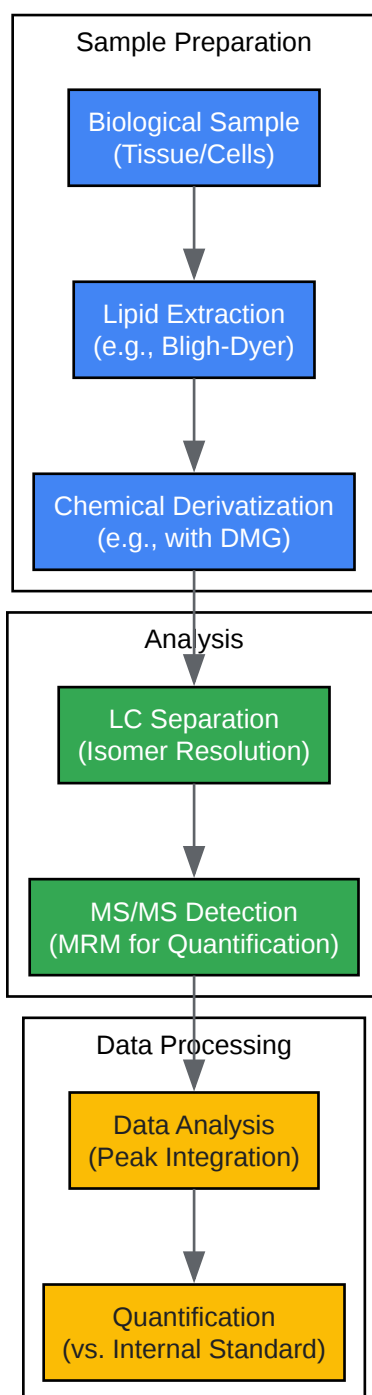 Sample Preparation
Biological Sample
(Tissue/Cells)
Lipid Extraction
(e.g., Bligh-Dyer)
Chemical Derivatization
(e.g., with DMG)
Analysis
LC Separation
(Isomer Resolution)
MS/MS Detection
(MRM for Quantification)
Data Processing
Data Analysis
(Peak Integration)
Quantification
(vs. Internal Standard)